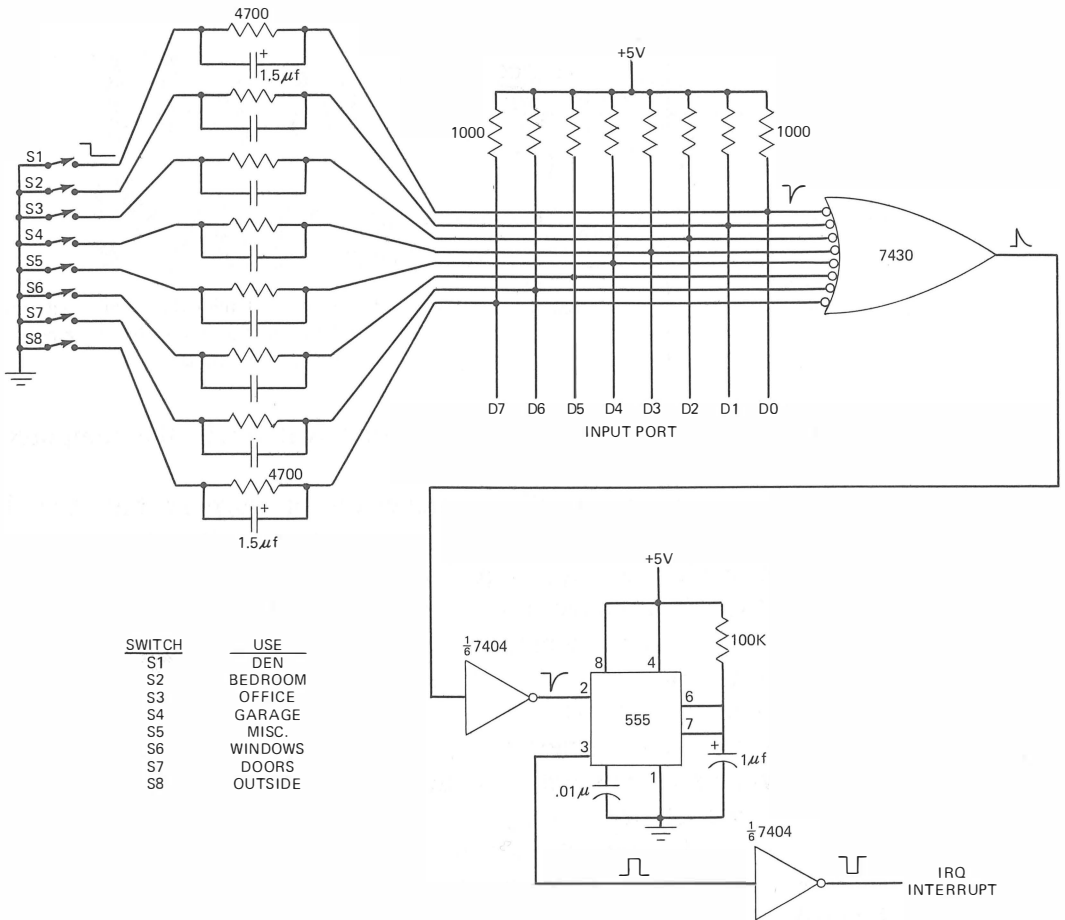 4700
+
1.5µf
+5V
1000
1000
S1
S2
S3
S4
S5
S6
S7
S8
7430
D7 D6 D5 D4 D3 D2 D1 D0
INPUT PORT
4700
+
1.5µf
+5V
SWITCH USE
S1 DEN
S2 BEDROOM
S3 OFFICE
S4 GARAGE
S5 MISC.
S6 WINDOWS
S7 DOORS
S8 OUTSIDE
1/6 7404
100K
8 4
2 6
555
7
3
1
+
1µf
.01µ
1/6 7404
IRQ
INTERRUPT